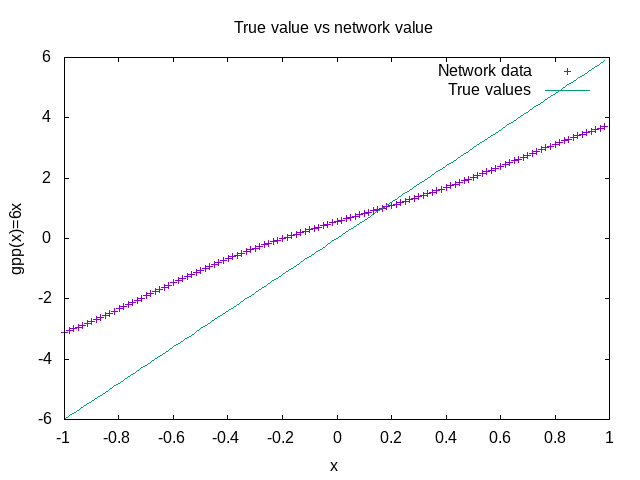 True value vs network value
Network data
True values
6
4
2
0
-2
-4
-6
gpp(x)=6x
-1 -0.8 -0.6 -0.4 -0.2 0 0.2 0.4 0.6 0.8 1
x